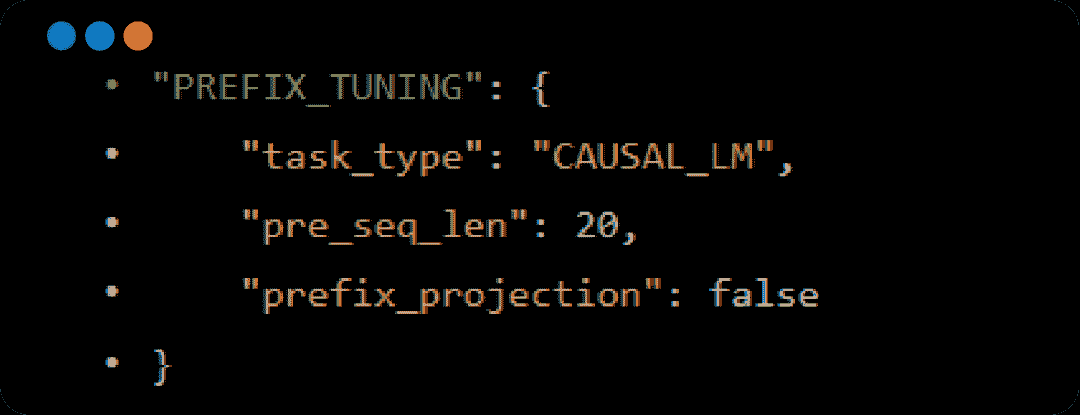 • "PREFIX_TUNING": {
•     "task_type": "CAUSAL_LM",
•     "pre_seq_len": 20,
•     "prefix_projection": false
• }